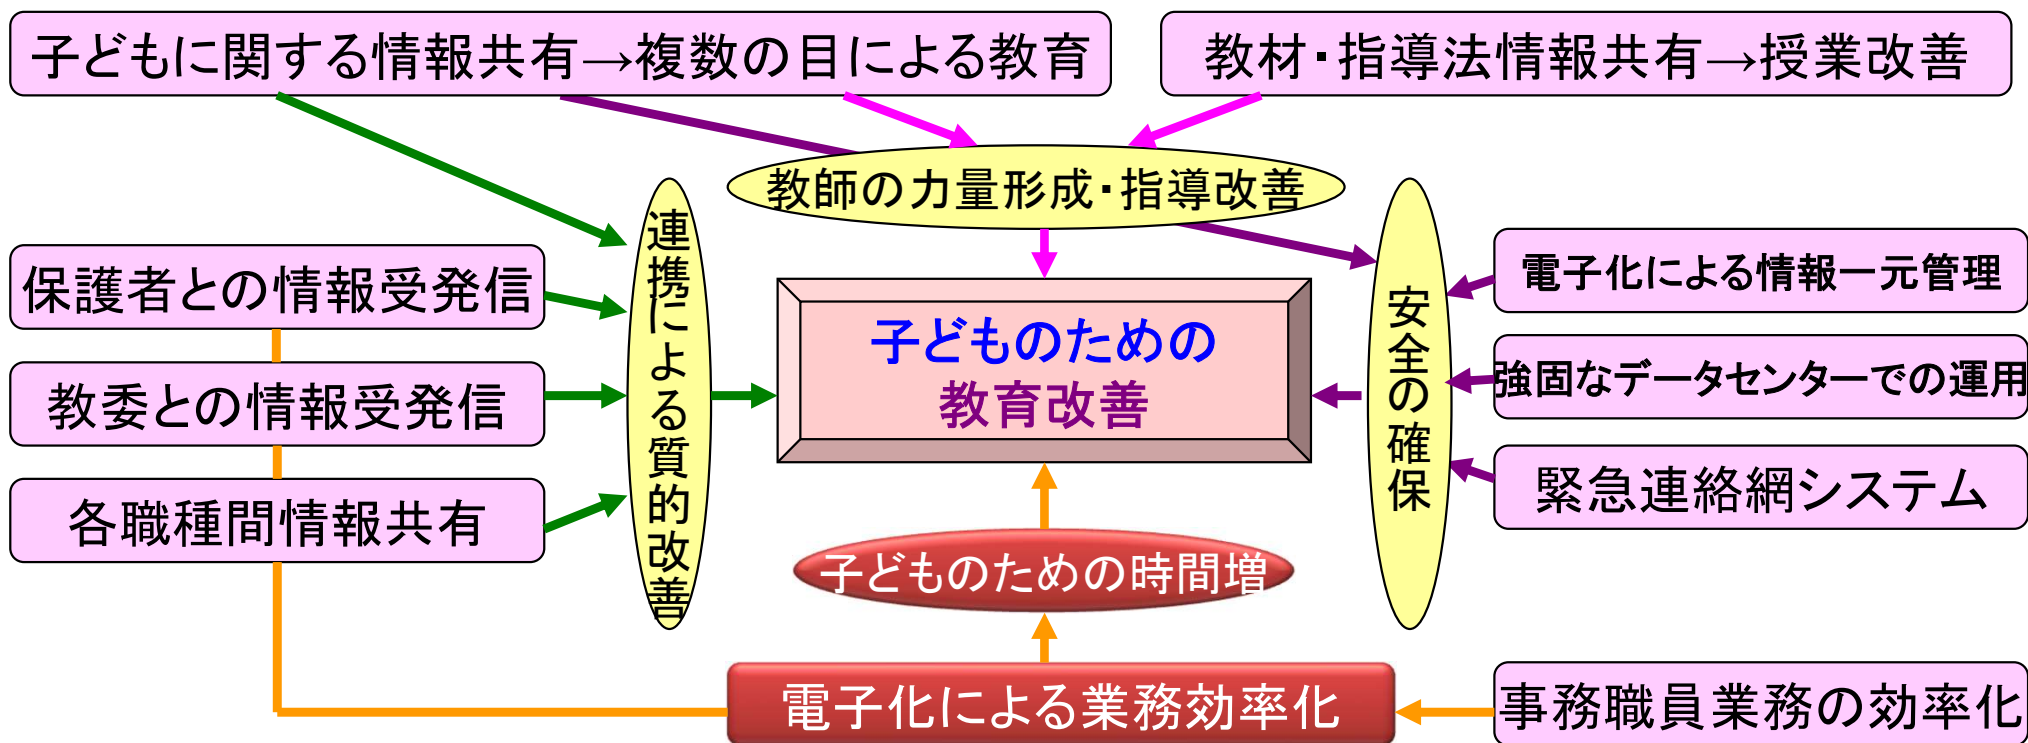 子どもに関する情報共有→複数の目による教育
教材・指導法情報共有→授業改善
教師の力量形成・指導改善
連携による質的改善
保護者との情報受発信
教委との情報受発信
各職種間情報共有
子どものための
教育改善
安全の確保
電子化による情報一元管理
強固なデータセンターでの運用
緊急連絡網システム
子どものための時間増
電子化による業務効率化
事務職員業務の効率化